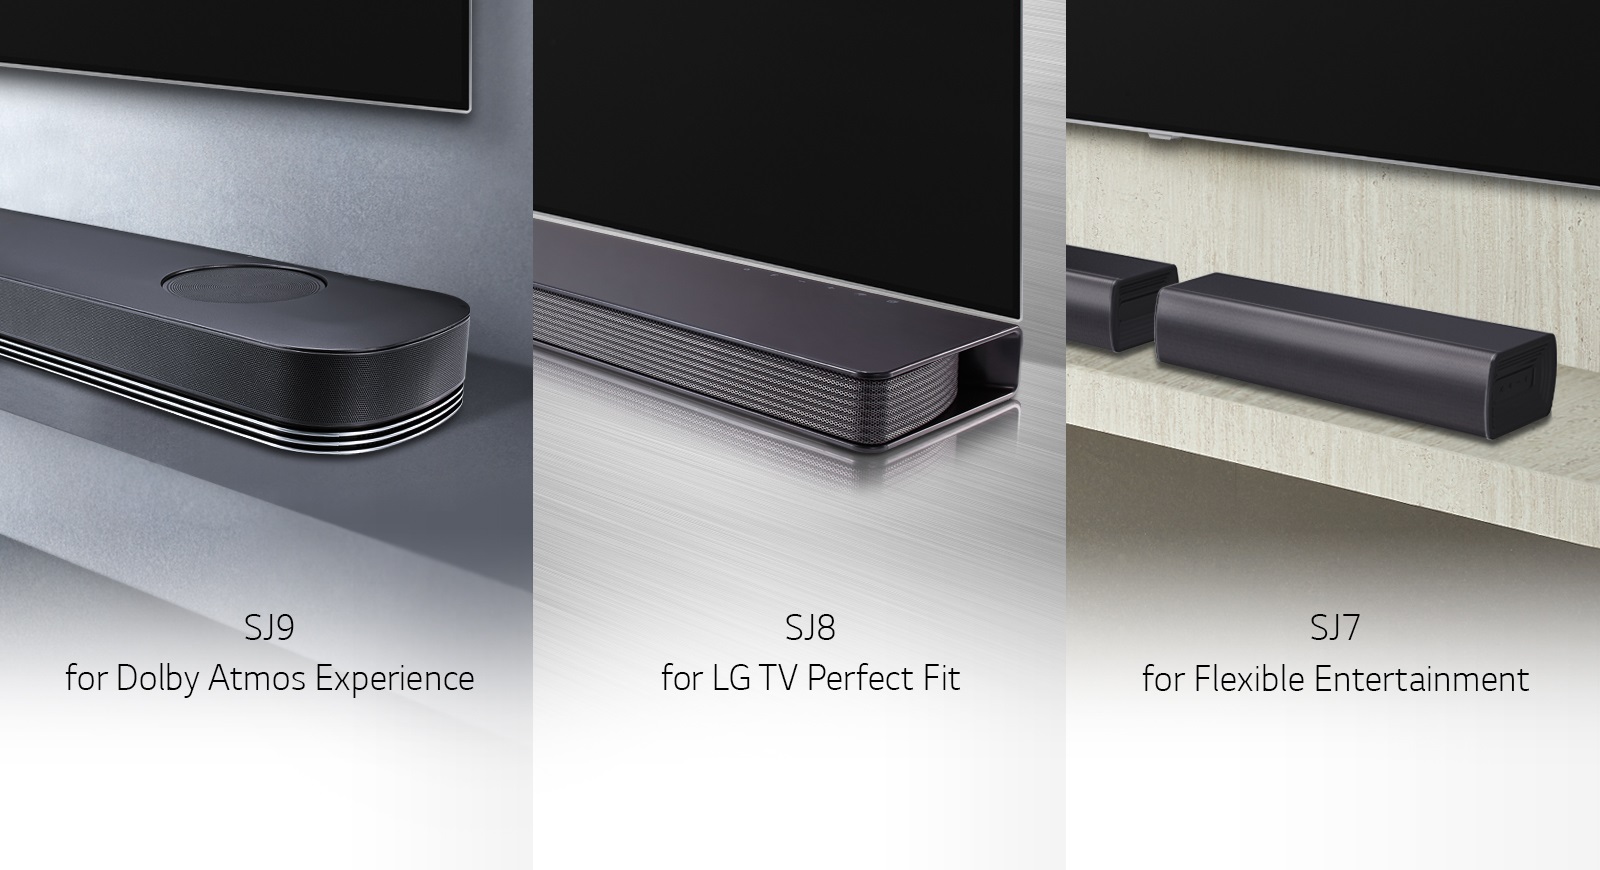 SJ9
for Dolby Atmos Experience
SJ8
for LG TV Perfect Fit
SJ7
for Flexible Entertainment